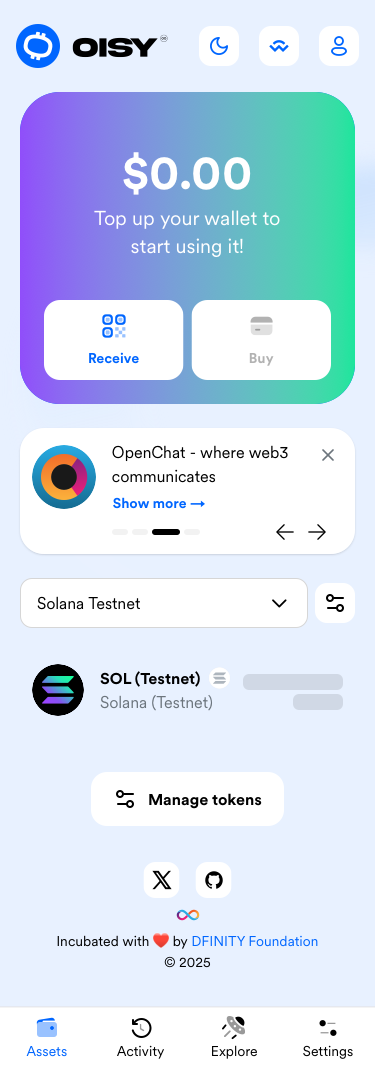 OISY
$0.00
Top up your wallet to
start using it!
Receive
Buy
OpenChat - where web3
communicates
Show more →
Solana Testnet
SOL (Testnet)
Solana (Testnet)
Manage tokens
Incubated with ❤️ by DFINITY Foundation
© 2025
Assets
Activity
Explore
Settings